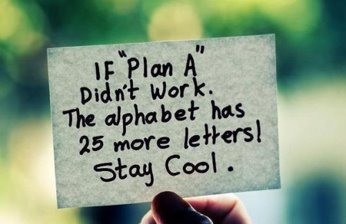 IF "Plan A"
Didn't Work.
The alphabet has
25 more letters!
Stay Cool.